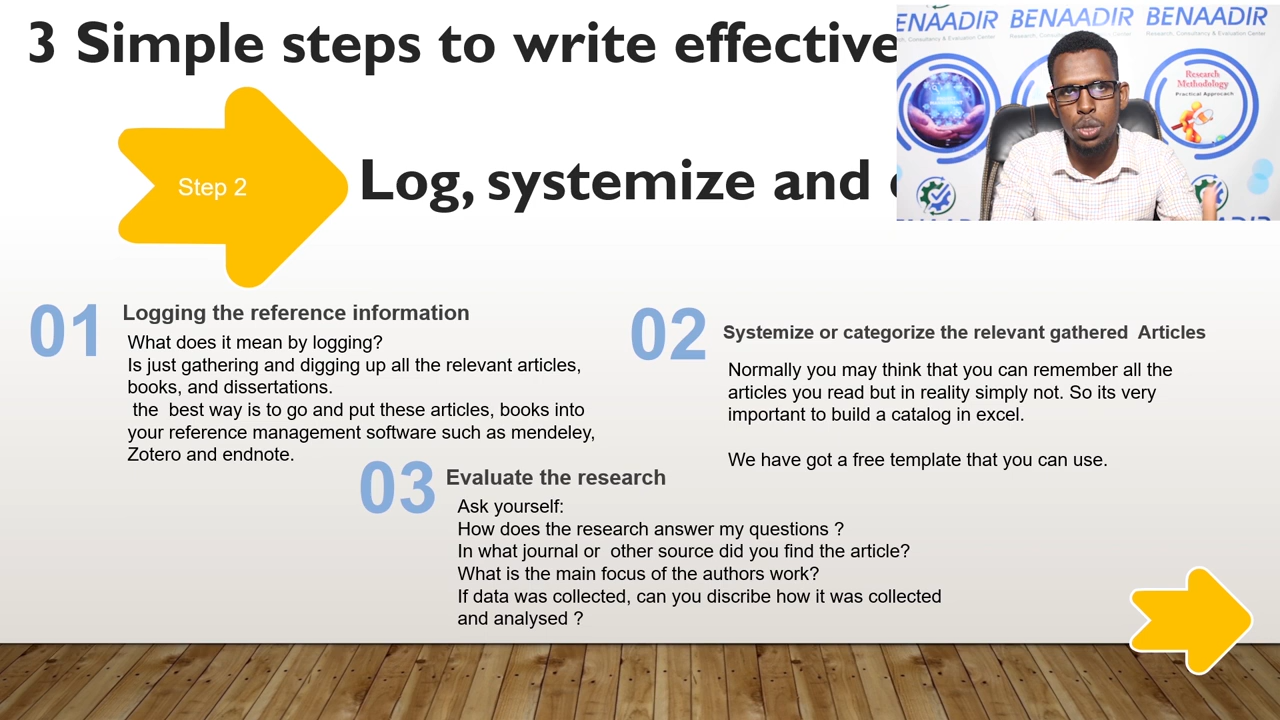 3 Simple steps to write effective
ENAADIR BENAADIR BENAADIR
Research, Consultancy & Evaluation Center
Research
Methodology
Practical Approach
Step 2
Log, systemize and
01
Logging the reference information
What does it mean by logging?
Is just gathering and digging up all the relevant articles,
books, and dissertations.
the best way is to go and put these articles, books into
your reference management software such as mendeley,
Zotero and endnote.
02
Systemize or categorize the relevant gathered Articles
Normally you may think that you can remember all the
articles you read but in reality simply not. So its very
important to build a catalog in excel.
We have got a free template that you can use.
03
Evaluate the research
Ask yourself:
How does the research answer my questions ?
In what journal or other source did you find the article?
What is the main focus of the authors work?
If data was collected, can you discribe how it was collected
and analysed ?